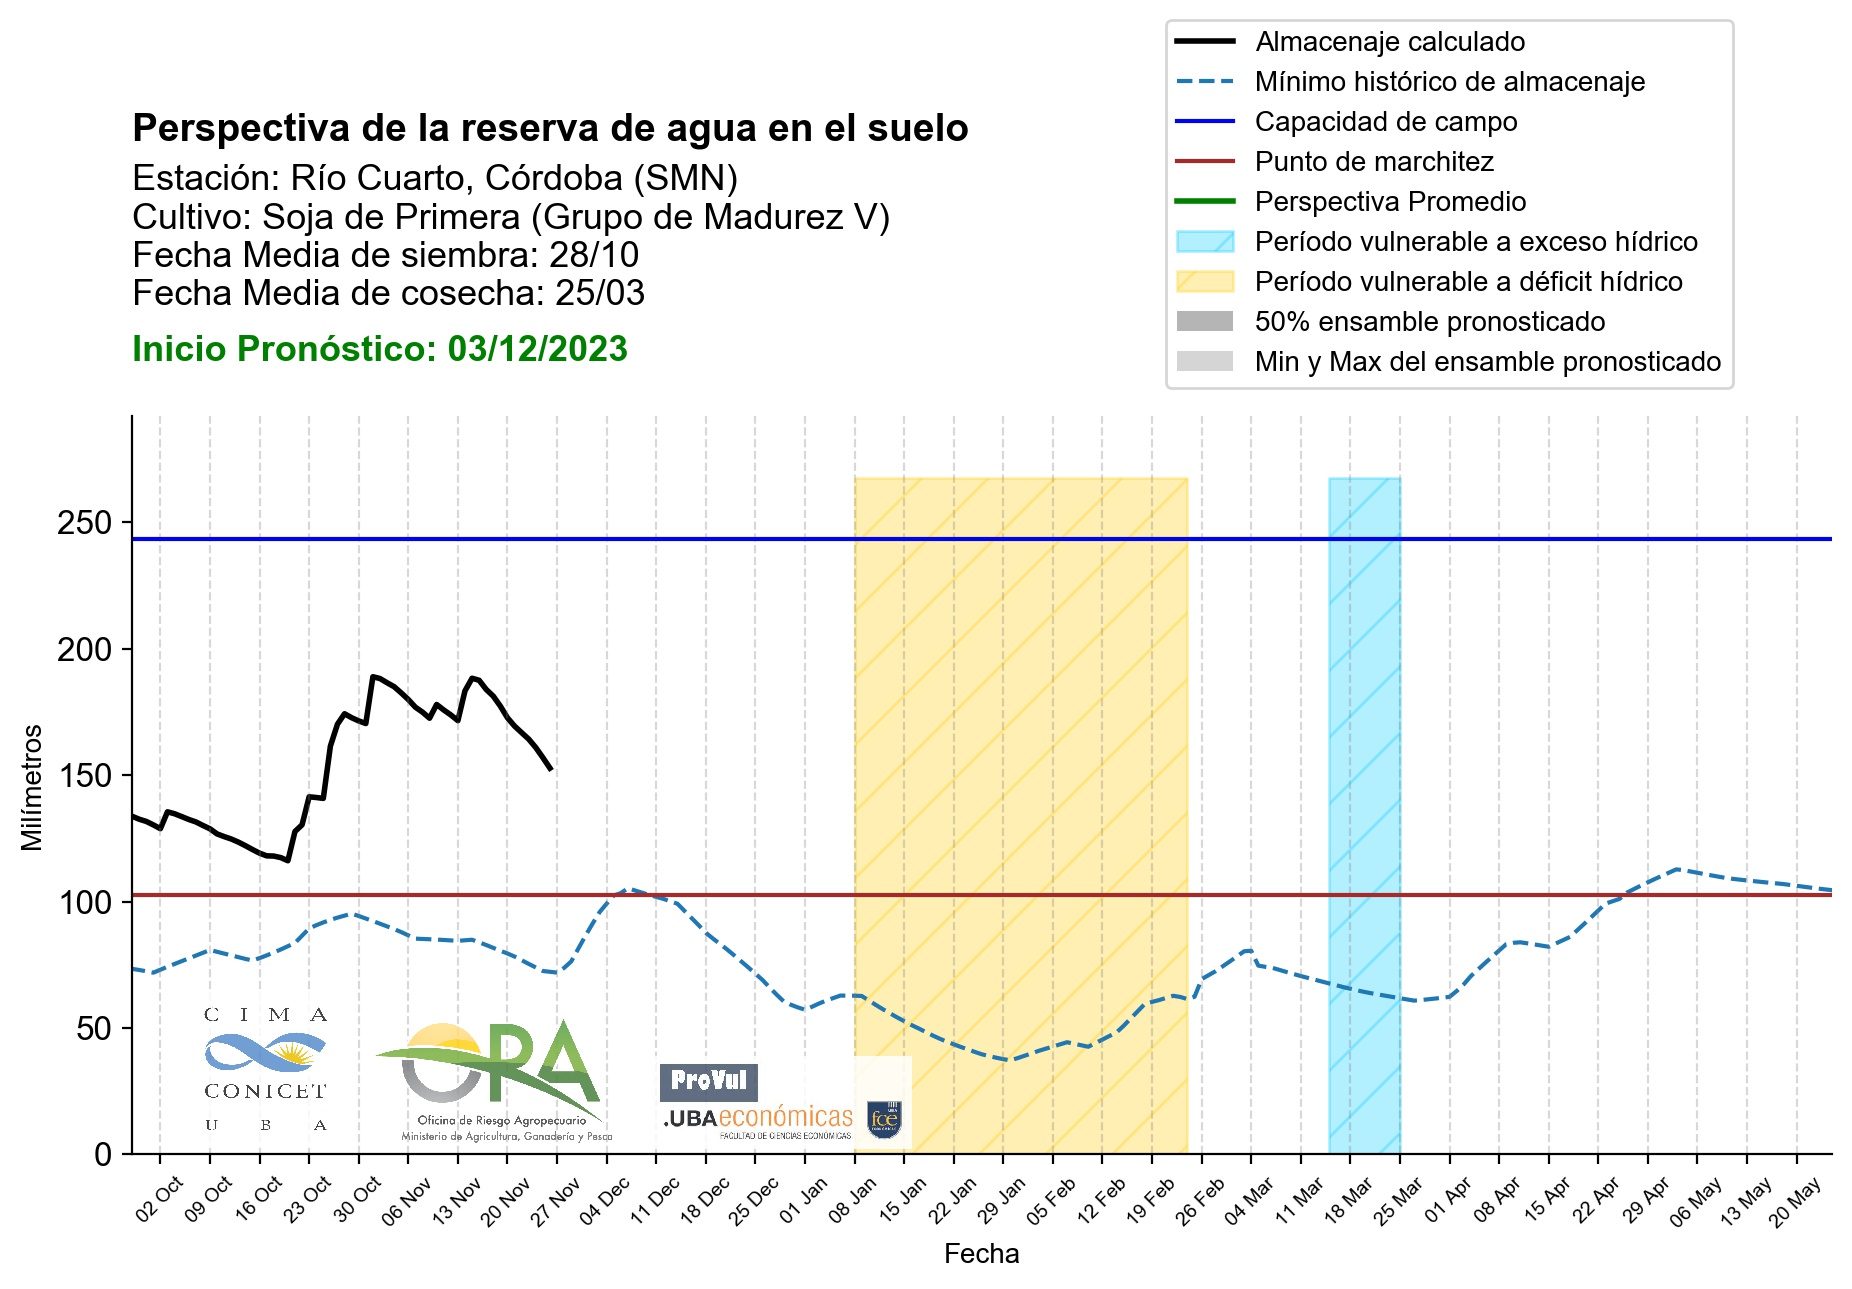 Almacenaje calculado
Mínimo histórico de almacenaje
Capacidad de campo
Punto de marchitez
Perspectiva Promedio
Período vulnerable a exceso hídrico
Período vulnerable a déficit hídrico
50% ensamble pronosticado
Min y Max del ensamble pronosticado
Perspectiva de la reserva de agua en el suelo
Estación: Río Cuarto, Córdoba (SMN)
Cultivo: Soja de Primera (Grupo de Madurez V)
Fecha Media de siembra: 28/10
Fecha Media de cosecha: 25/03
Inicio Pronóstico: 03/12/2023
Milímetros
250
200
150
100
50
0
CIMA
CONICET
UBA
ORA
Oficina de Riesgo Agropecuario
Ministerio de Agricultura, Ganadería y Pesca
ProVul
.UBAeconómicas
FACULTAD DE CIENCIAS ECONÓMICAS
fce
02 Oct
09 Oct
16 Oct
23 Oct
30 Oct
06 Nov
13 Nov
20 Nov
27 Nov
04 Dec
11 Dec
18 Dec
25 Dec
01 Jan
08 Jan
15 Jan
22 Jan
29 Jan
05 Feb
12 Feb
19 Feb
26 Feb
04 Mar
11 Mar
18 Mar
25 Mar
01 Apr
08 Apr
15 Apr
22 Apr
29 Apr
06 May
13 May
20 May
Fecha